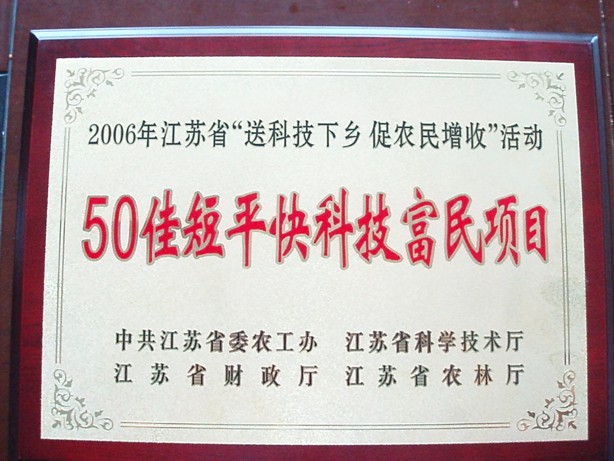 2006年江苏省“送科技下乡 促农民增收”活动
50佳短平快科技富民项目
中共江苏省委农工办 江苏省科学技术厅
江苏省财政厅 江苏省农林厅